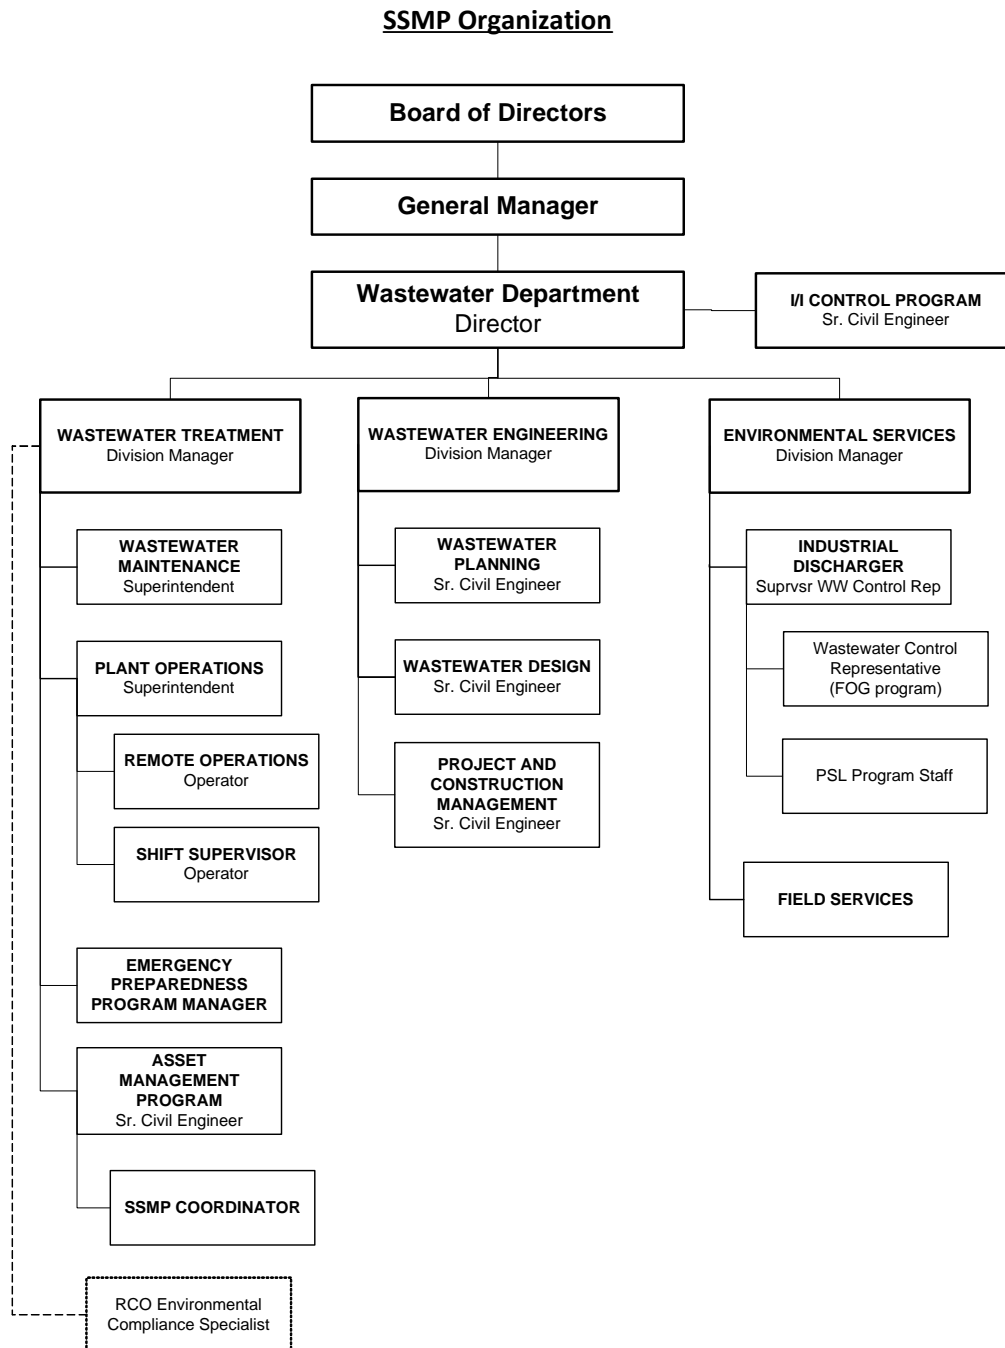 SSMP Organization
Board of Directors
General Manager
Wastewater Department
Director
I/I CONTROL PROGRAM
Sr. Civil Engineer
WASTEWATER TREATMENT
Division Manager
WASTEWATER MAINTENANCE
Superintendent
PLANT OPERATIONS
Superintendent
REMOTE OPERATIONS
Operator
SHIFT SUPERVISOR
Operator
EMERGENCY
PREPAREDNESS
PROGRAM MANAGER
ASSET
MANAGEMENT
PROGRAM
Sr. Civil Engineer
SSMP COORDINATOR
RCO Environmental
Compliance Specialist
WASTEWATER ENGINEERING
Division Manager
WASTEWATER
PLANNING
Sr. Civil Engineer
WASTEWATER DESIGN
Sr. Civil Engineer
PROJECT AND
CONSTRUCTION
MANAGEMENT
Sr. Civil Engineer
ENVIRONMENTAL SERVICES
Division Manager
INDUSTRIAL
DISCHARGER
Suprvsr WW Control Rep
Wastewater Control
Representative
(FOG program)
PSL Program Staff
FIELD SERVICES